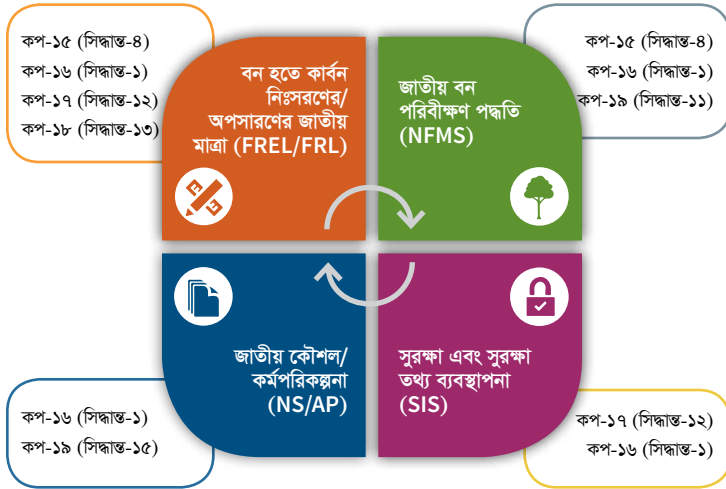 কপ-১৫ (সিদ্ধান্ত-৪)
কপ-১৬ (সিদ্ধান্ত-১)
কপ-১৭ (সিদ্ধান্ত-১২)
কপ-১৮ (সিদ্ধান্ত-১৩)
বন হতে কার্বন
নিঃসরণের/
অপসারণের জাতীয়
মাত্রা (FREL/FRL)
জাতীয় বন
পরিবীক্ষণ পদ্ধতি
(NFMS)
কপ-১৫ (সিদ্ধান্ত-৪)
কপ-১৬ (সিদ্ধান্ত-১)
কপ-১৯ (সিদ্ধান্ত-১১)
জাতীয় কৌশল/
কর্মপরিকল্পনা
(NS/AP)
সুরক্ষা এবং সুরক্ষা
তথ্য ব্যবস্থাপনা
(SIS)
কপ-১৬ (সিদ্ধান্ত-১)
কপ-১৯ (সিদ্ধান্ত-১৫)
কপ-১৭ (সিদ্ধান্ত-১২)
কপ-১৬ (সিদ্ধান্ত-১)